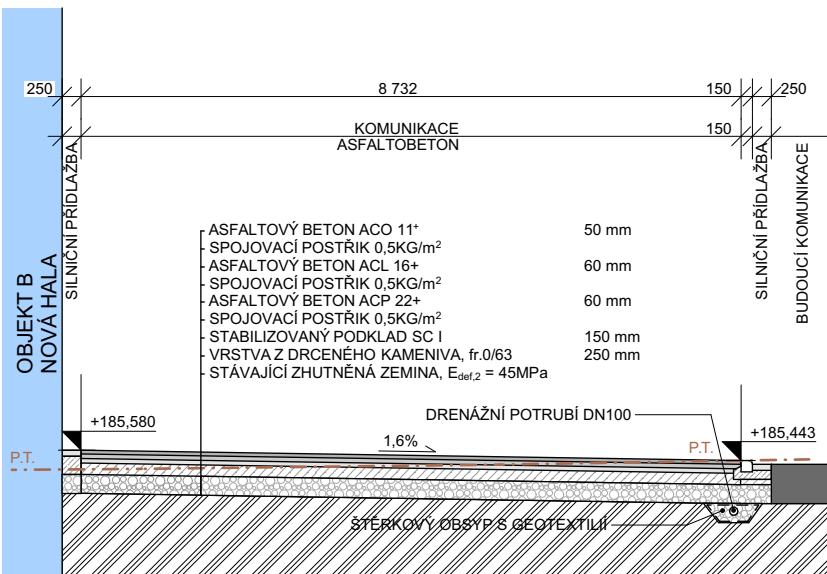 250
8 732
150
250
KOMUNIKACE
150
ASFALTOBETON
SILNIČNÍ PŘÍDLAŽBA
SILNIČNÍ PŘÍDLAŽBA
BUDOUCÍ KOMUNIKACE
OBJEKT B
NOVÁ HALA
ASFALTOVÝ BETON ACO 11⁺ 50 mm
SPOJOVACÍ POSTŘIK 0,5KG/m²
ASFALTOVÝ BETON ACL 16+ 60 mm
SPOJOVACÍ POSTŘIK 0,5KG/m²
ASFALTOVÝ BETON ACP 22+ 60 mm
SPOJOVACÍ POSTŘIK 0,5KG/m²
STABILIZOVANÝ PODKLAD SC I 150 mm
VRSTVA Z DRCENÉHO KAMENIVA, fr.0/63 250 mm
STÁVAJÍCÍ ZHUTNĚNÁ ZEMINA, Edef,2 = 45MPa
DRENÁŽNÍ POTRUBÍ DN100
+185,580
+185,443
1,6%
P.T.
P.T.
ŠTĚRKOVÝ OBSYP S GEOTEXTILIÍ